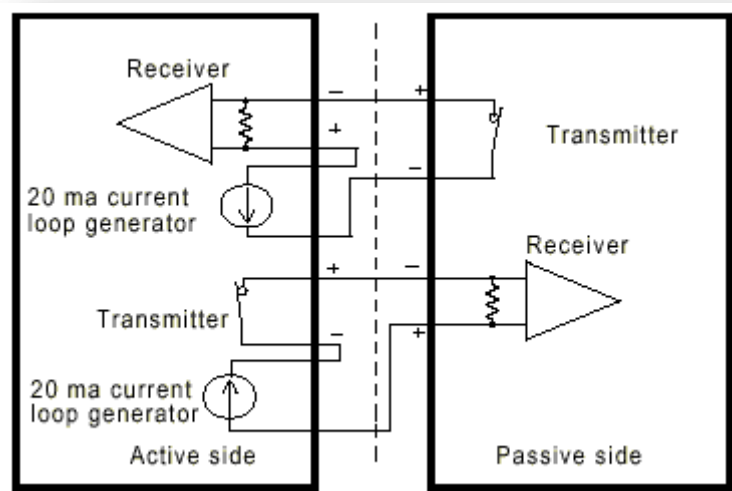 Receiver
−
+
+
−
Transmitter
20 ma current
loop generator
Receiver
+
−
Transmitter
−
+
20 ma current
loop generator
Active side
Passive side